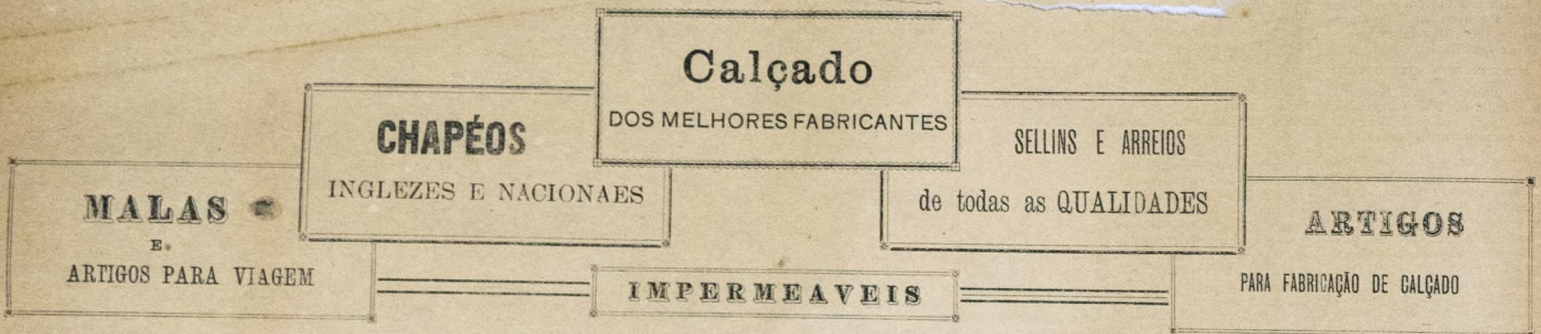 Calçado
DOS MELHORES FABRICANTES
CHAPÉOS
INGLEZES E NACIONAES
SELLINS E ARREIOS
de todas as QUALIDADES
MALAS
E
ARTIGOS PARA VIAGEM
ARTIGOS
PARA FABRICAÇÃO DE CALÇADO
IMPERMEAVEIS